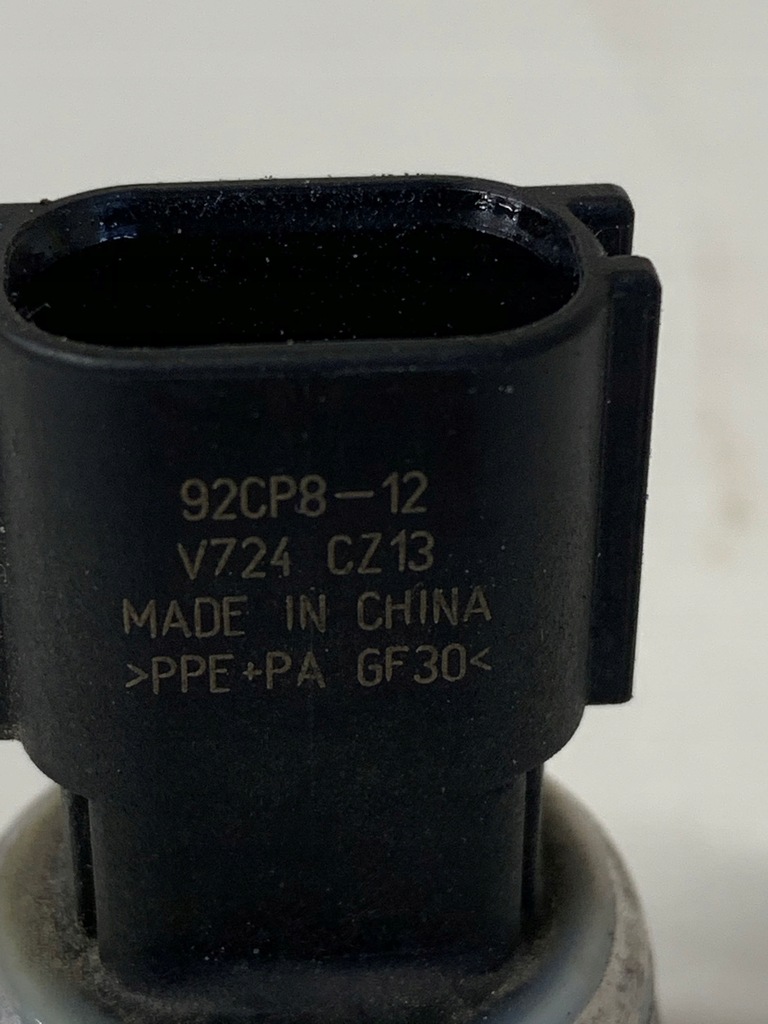 92CP8-12
V724 CZ13
MADE IN CHINA
>PPE+PA GF30<